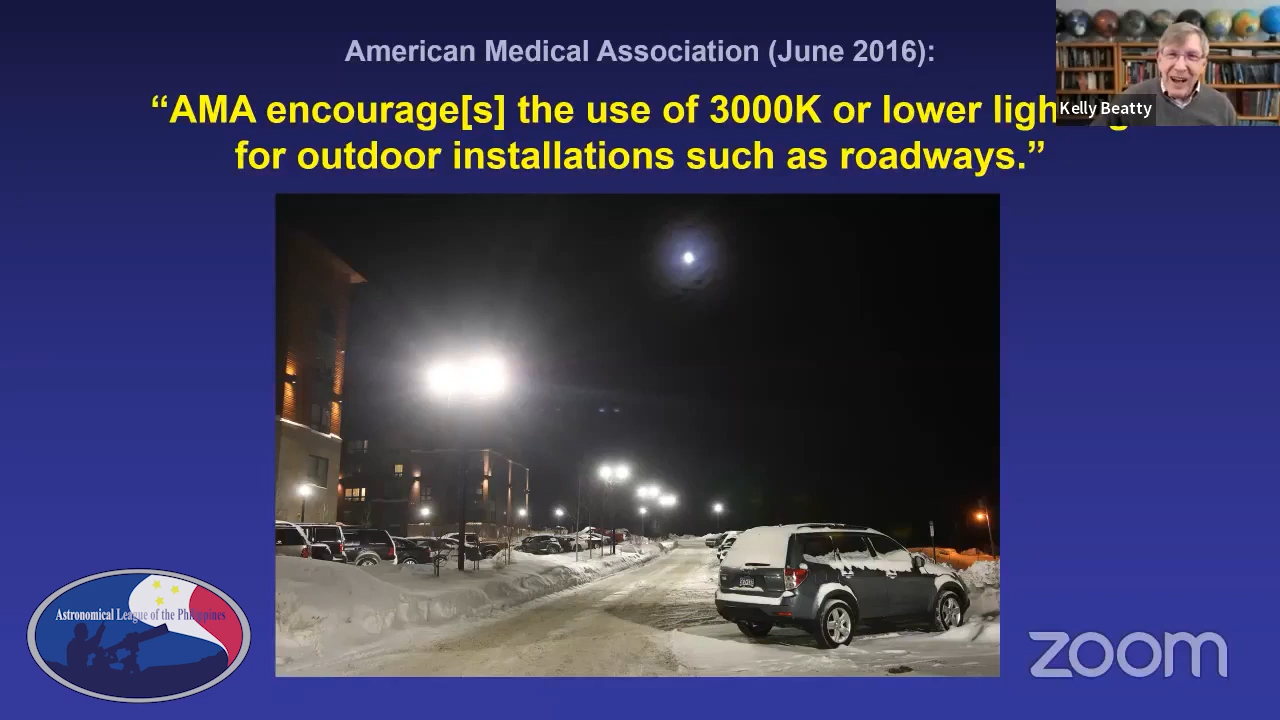 American Medical Association (June 2016):
“AMA encourage[s] the use of 3000K or lower
for outdoor installations such as roadways.”
Kelly Beatty
Astronomical League of the Philippines
zoom